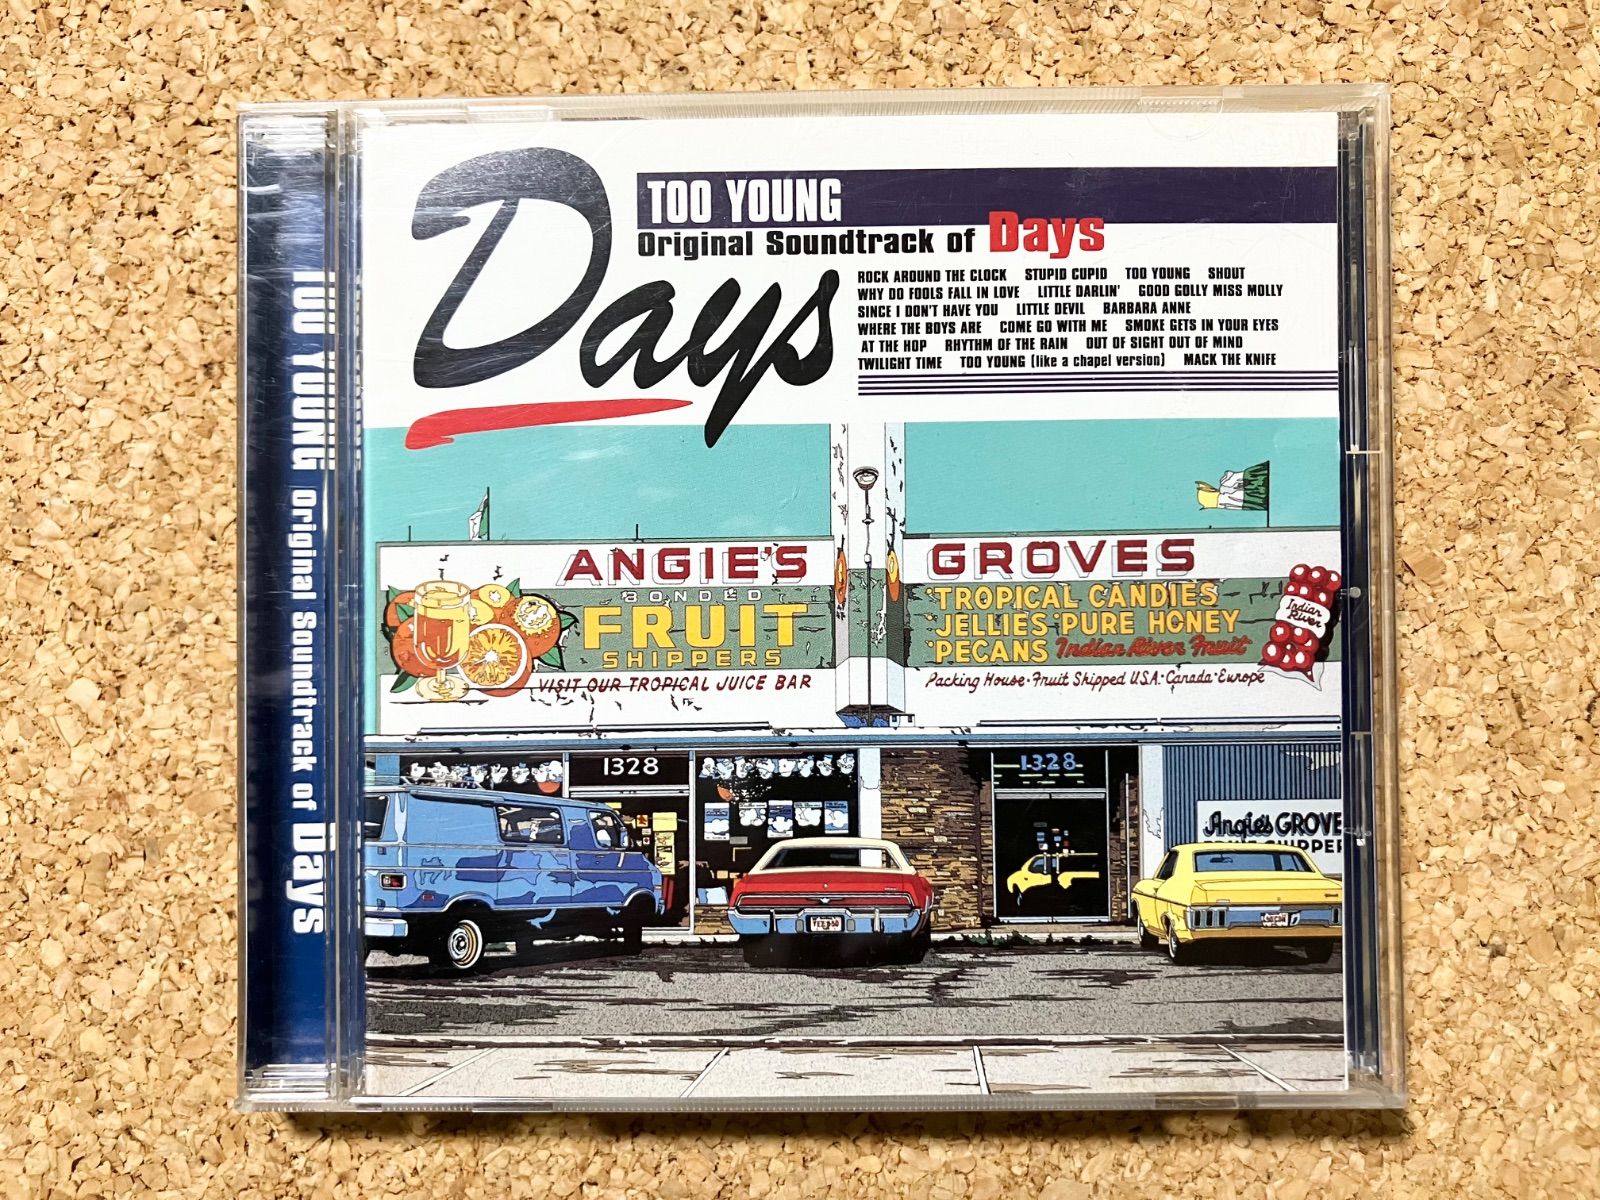 Days
TOO YOUNG
Original Soundtrack of Days
ROCK AROUND THE CLOCK STUPID CUPID TOO YOUNG SHOUT
WHY DO FOOLS FALL IN LOVE LITTLE DARLIN' GOOD GOLLY MISS MOLLY
SINCE I DON'T HAVE YOU LITTLE DEVIL BARBARA ANNE
WHERE THE BOYS ARE COME GO WITH ME SMOKE GETS IN YOUR EYES
AT THE HOP RHYTHM OF THE RAIN OUT OF SIGHT OUT OF MIND
TWILIGHT TIME TOO YOUNG (like a chapel version) MACK THE KNIFE
TOO YOUNG Original Soundtrack of Days
ANGIE'S GROVES
BONDED
FRUIT
SHIPPERS
VISIT OUR TROPICAL JUICE BAR
·TROPICAL CANDIES
·JELLIES ·PURE HONEY
·PECANS Indian River Fruit
Packing House·Fruit Shipped U.S.A.·Canada·Europe
Indian
River
1328
1328
Angie's GROVE